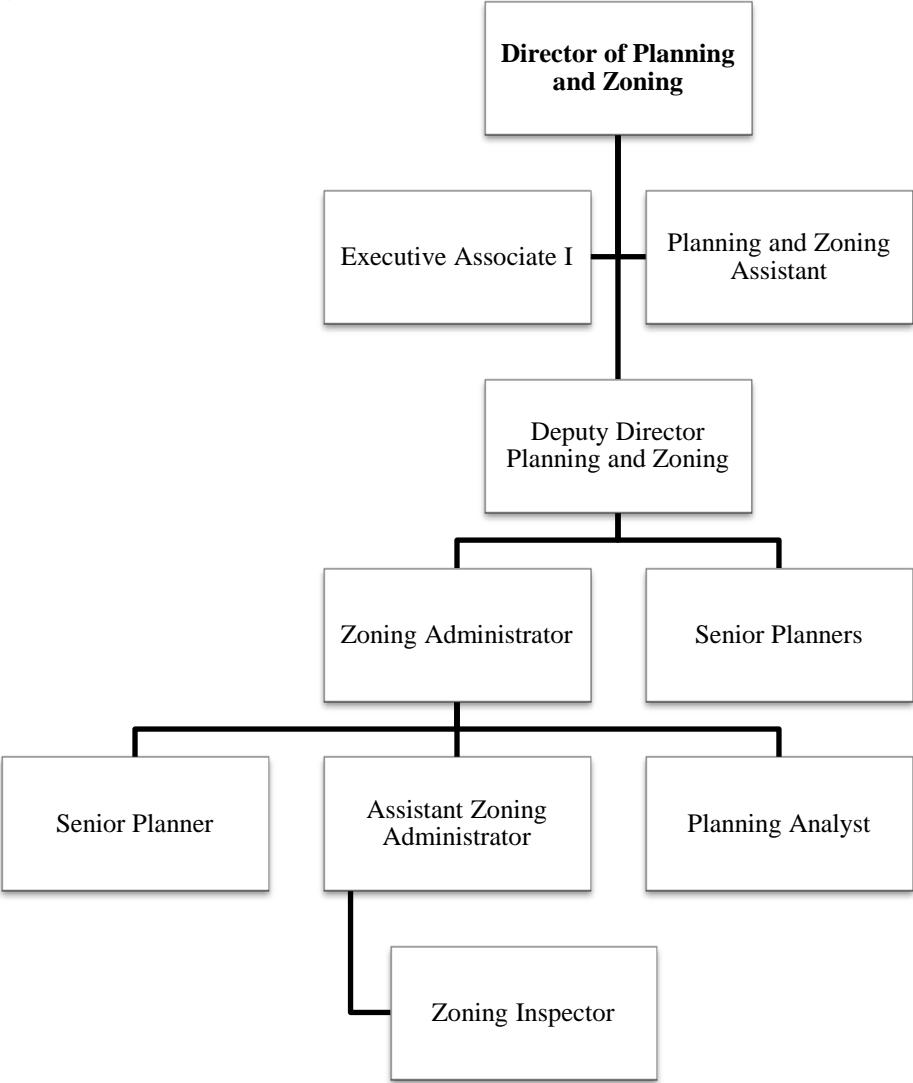 Director of Planning
and Zoning
Executive Associate I
Planning and Zoning
Assistant
Deputy Director
Planning and Zoning
Zoning Administrator
Senior Planners
Senior Planner
Assistant Zoning
Administrator
Planning Analyst
Zoning Inspector